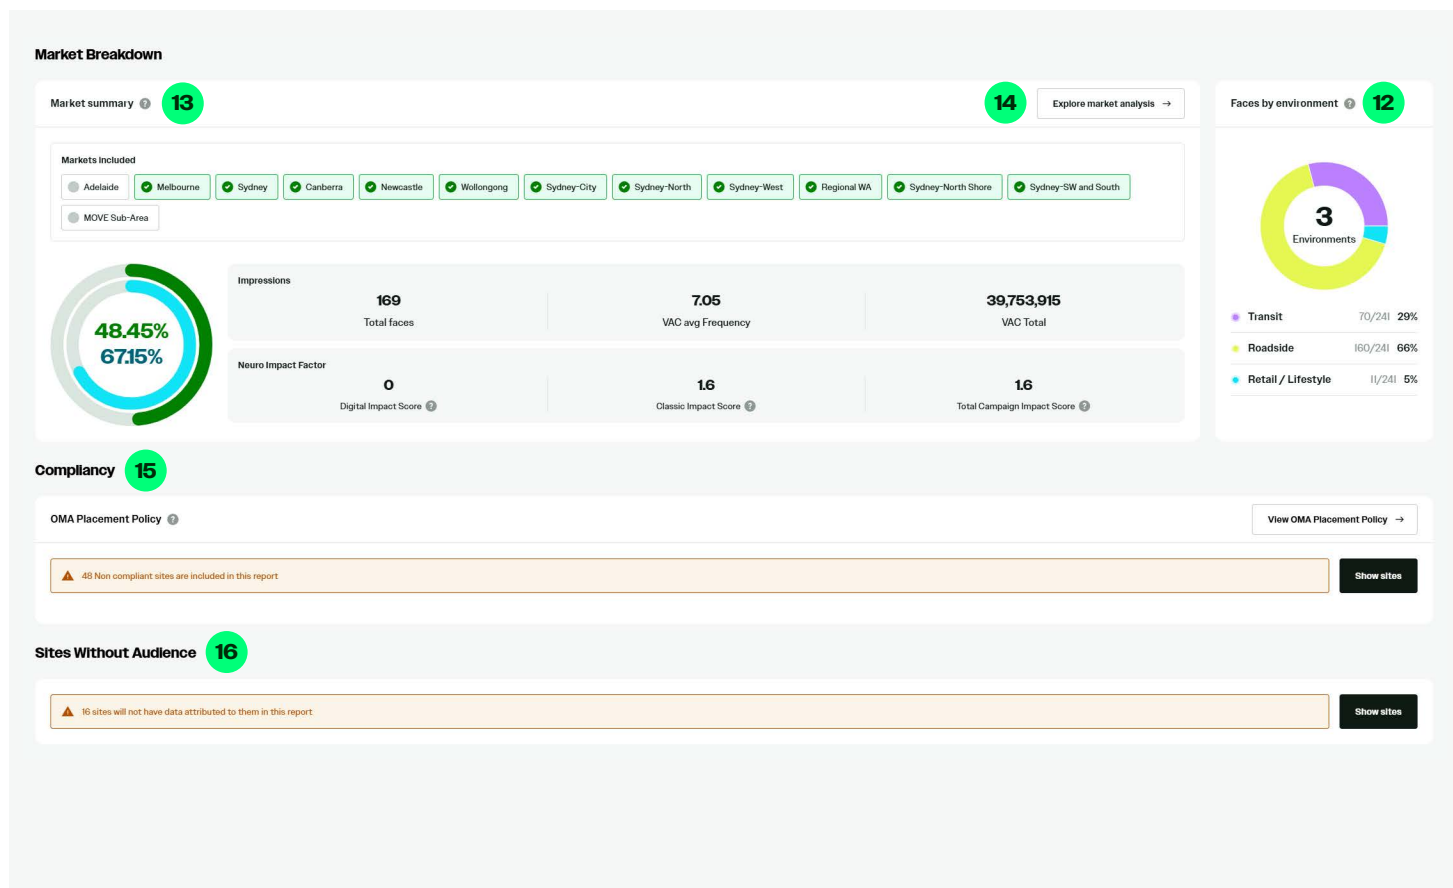 Market Breakdown
Market summary ? 13
14 Explore market analysis →
Faces by environment ? 12
Markets included
Adelaide Melbourne Sydney Canberra Newcastle Wollongong Sydney-City Sydney-North Sydney-West Regional WA Sydney-North Shore Sydney-SW and South
MOVE Sub-Area
48.45%
67.15%
Impressions
169 7.05 39,753,915
Total faces VAC avg Frequency VAC Total
Neuro Impact Factor
0 1.6 1.6
Digital Impact Score ? Classic Impact Score ? Total Campaign Impact Score ?
3
Environments
Transit 70/241 29%
Roadside 160/241 66%
Retail / Lifestyle 11/241 5%
Compliancy 15
OMA Placement Policy ? View OMA Placement Policy →
48 Non compliant sites are included in this report Show sites
Sites Without Audience 16
16 sites will not have data attributed to them in this report Show sites